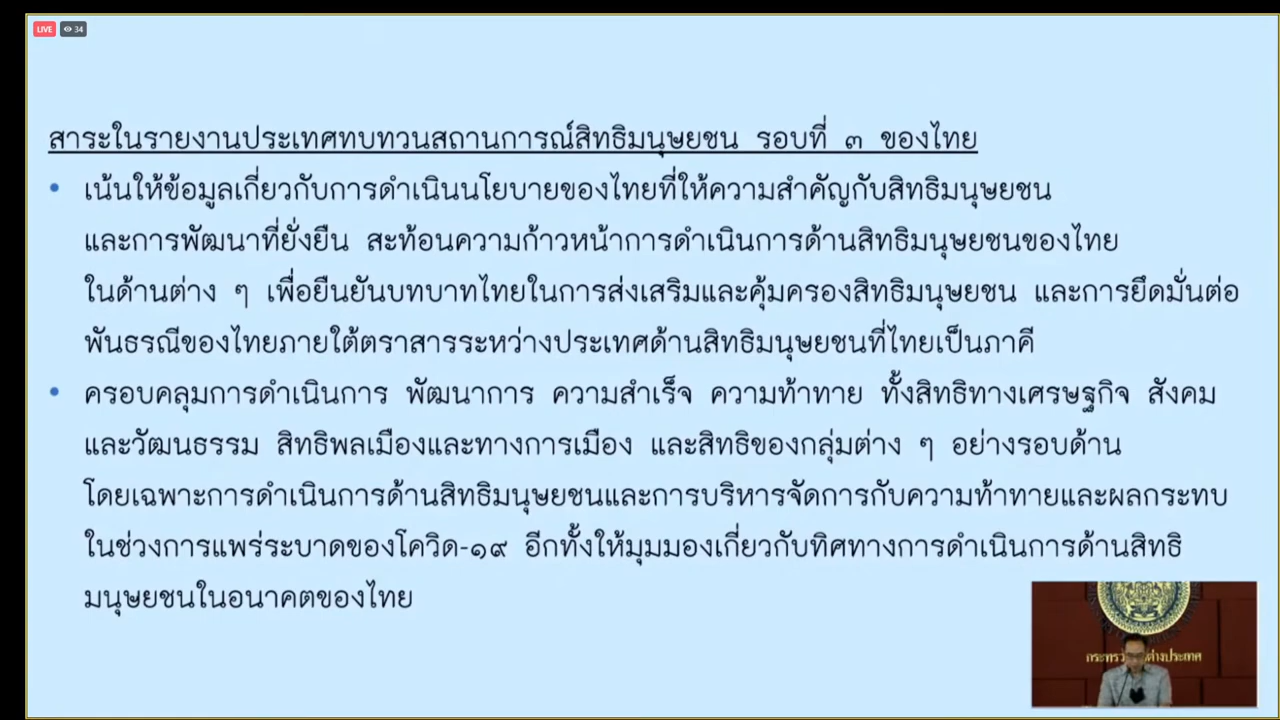 LIVE 34
สาระในรายงานประเทศทบทวนสถานการณ์สิทธิมนุษยชน รอบที่ ๓ ของไทย
• เน้นให้ข้อมูลเกี่ยวกับการดำเนินนโยบายของไทยที่ให้ความสำคัญกับสิทธิมนุษยชน
และการพัฒนาที่ยั่งยืน สะท้อนความก้าวหน้าการดำเนินการด้านสิทธิมนุษยชนของไทย
ในด้านต่าง ๆ เพื่อยืนยันบทบาทไทยในการส่งเสริมและคุ้มครองสิทธิมนุษยชน และการยึดมั่นต่อ
พันธรณีของไทยภายใต้ตราสารระหว่างประเทศด้านสิทธิมนุษยชนที่ไทยเป็นภาคี
• ครอบคลุมการดำเนินการ พัฒนาการ ความสำเร็จ ความท้าทาย ทั้งสิทธิทางเศรษฐกิจ สังคม
และวัฒนธรรม สิทธิพลเมืองและทางการเมือง และสิทธิของกลุ่มต่าง ๆ อย่างรอบด้าน
โดยเฉพาะการดำเนินการด้านสิทธิมนุษยชนและการบริหารจัดการกับความท้าทายและผลกระทบ
ในช่วงการแพร่ระบาดของโควิด-๑๙ อีกทั้งให้มุมมองเกี่ยวกับทิศทางการดำเนินการด้านสิทธิ
มนุษยชนในอนาคตของไทย